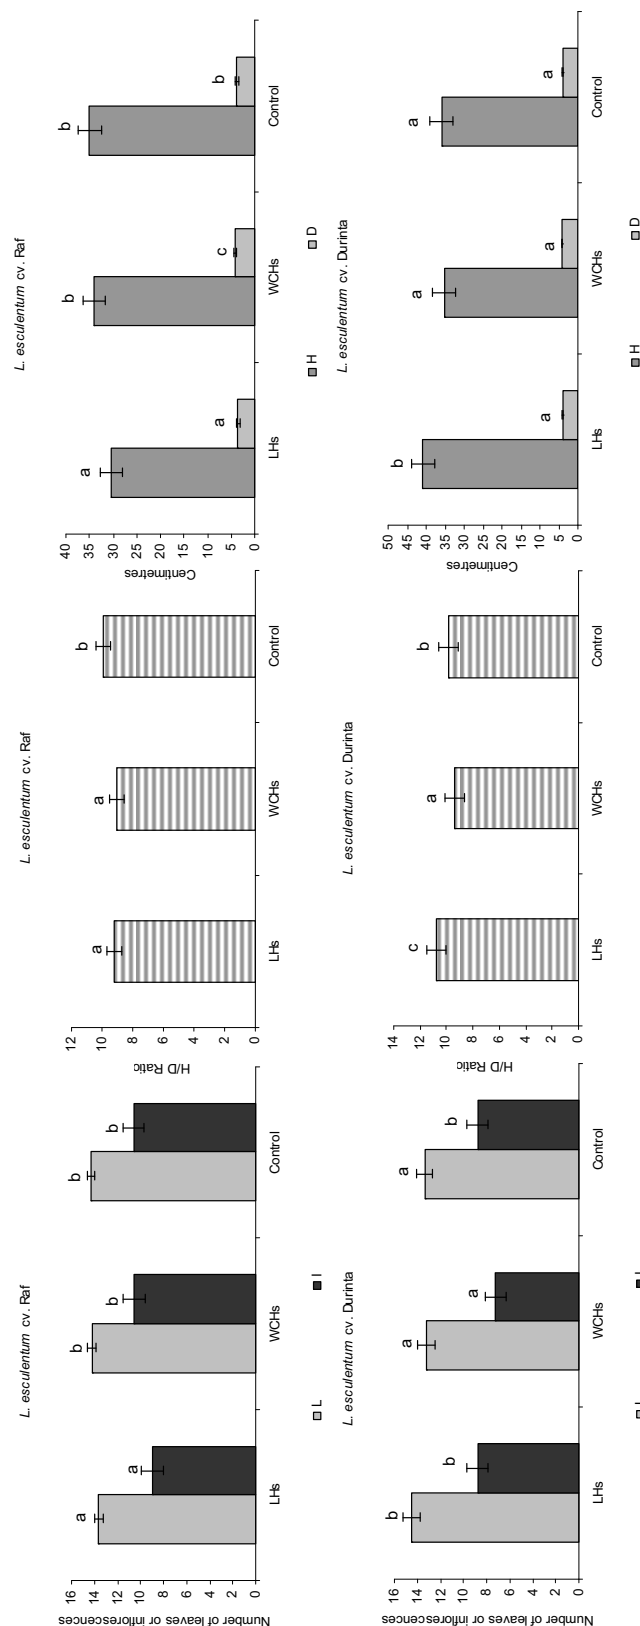 L. esculentum cv. Raf
Number of leaves or inflorescences
16
14
12
10
8
6
4
2
0
a
a
b
b
b
b
LHs
WCHs
Control
L
I
L. esculentum cv. Raf
H/D Ratio
12
10
8
6
4
2
0
a
a
b
LHs
WCHs
Control
L. esculentum cv. Raf
Centimetres
40
35
30
25
20
15
10
5
0
a
a
b
c
b
b
LHs
WCHs
Control
H
D
L. esculentum cv. Durinta
Number of leaves or inflorescences
16
14
12
10
8
6
4
2
0
b
b
a
a
a
b
LHs
WCHs
Control
L. esculentum cv. Durinta
H/D Ratio
14
12
10
8
6
4
2
0
c
a
b
LHs
WCHs
Control
L. esculentum cv. Durinta
Centimetres
50
45
40
35
30
25
20
15
10
5
0
b
a
a
a
a
a
LHs
WCHs
Control
H
D